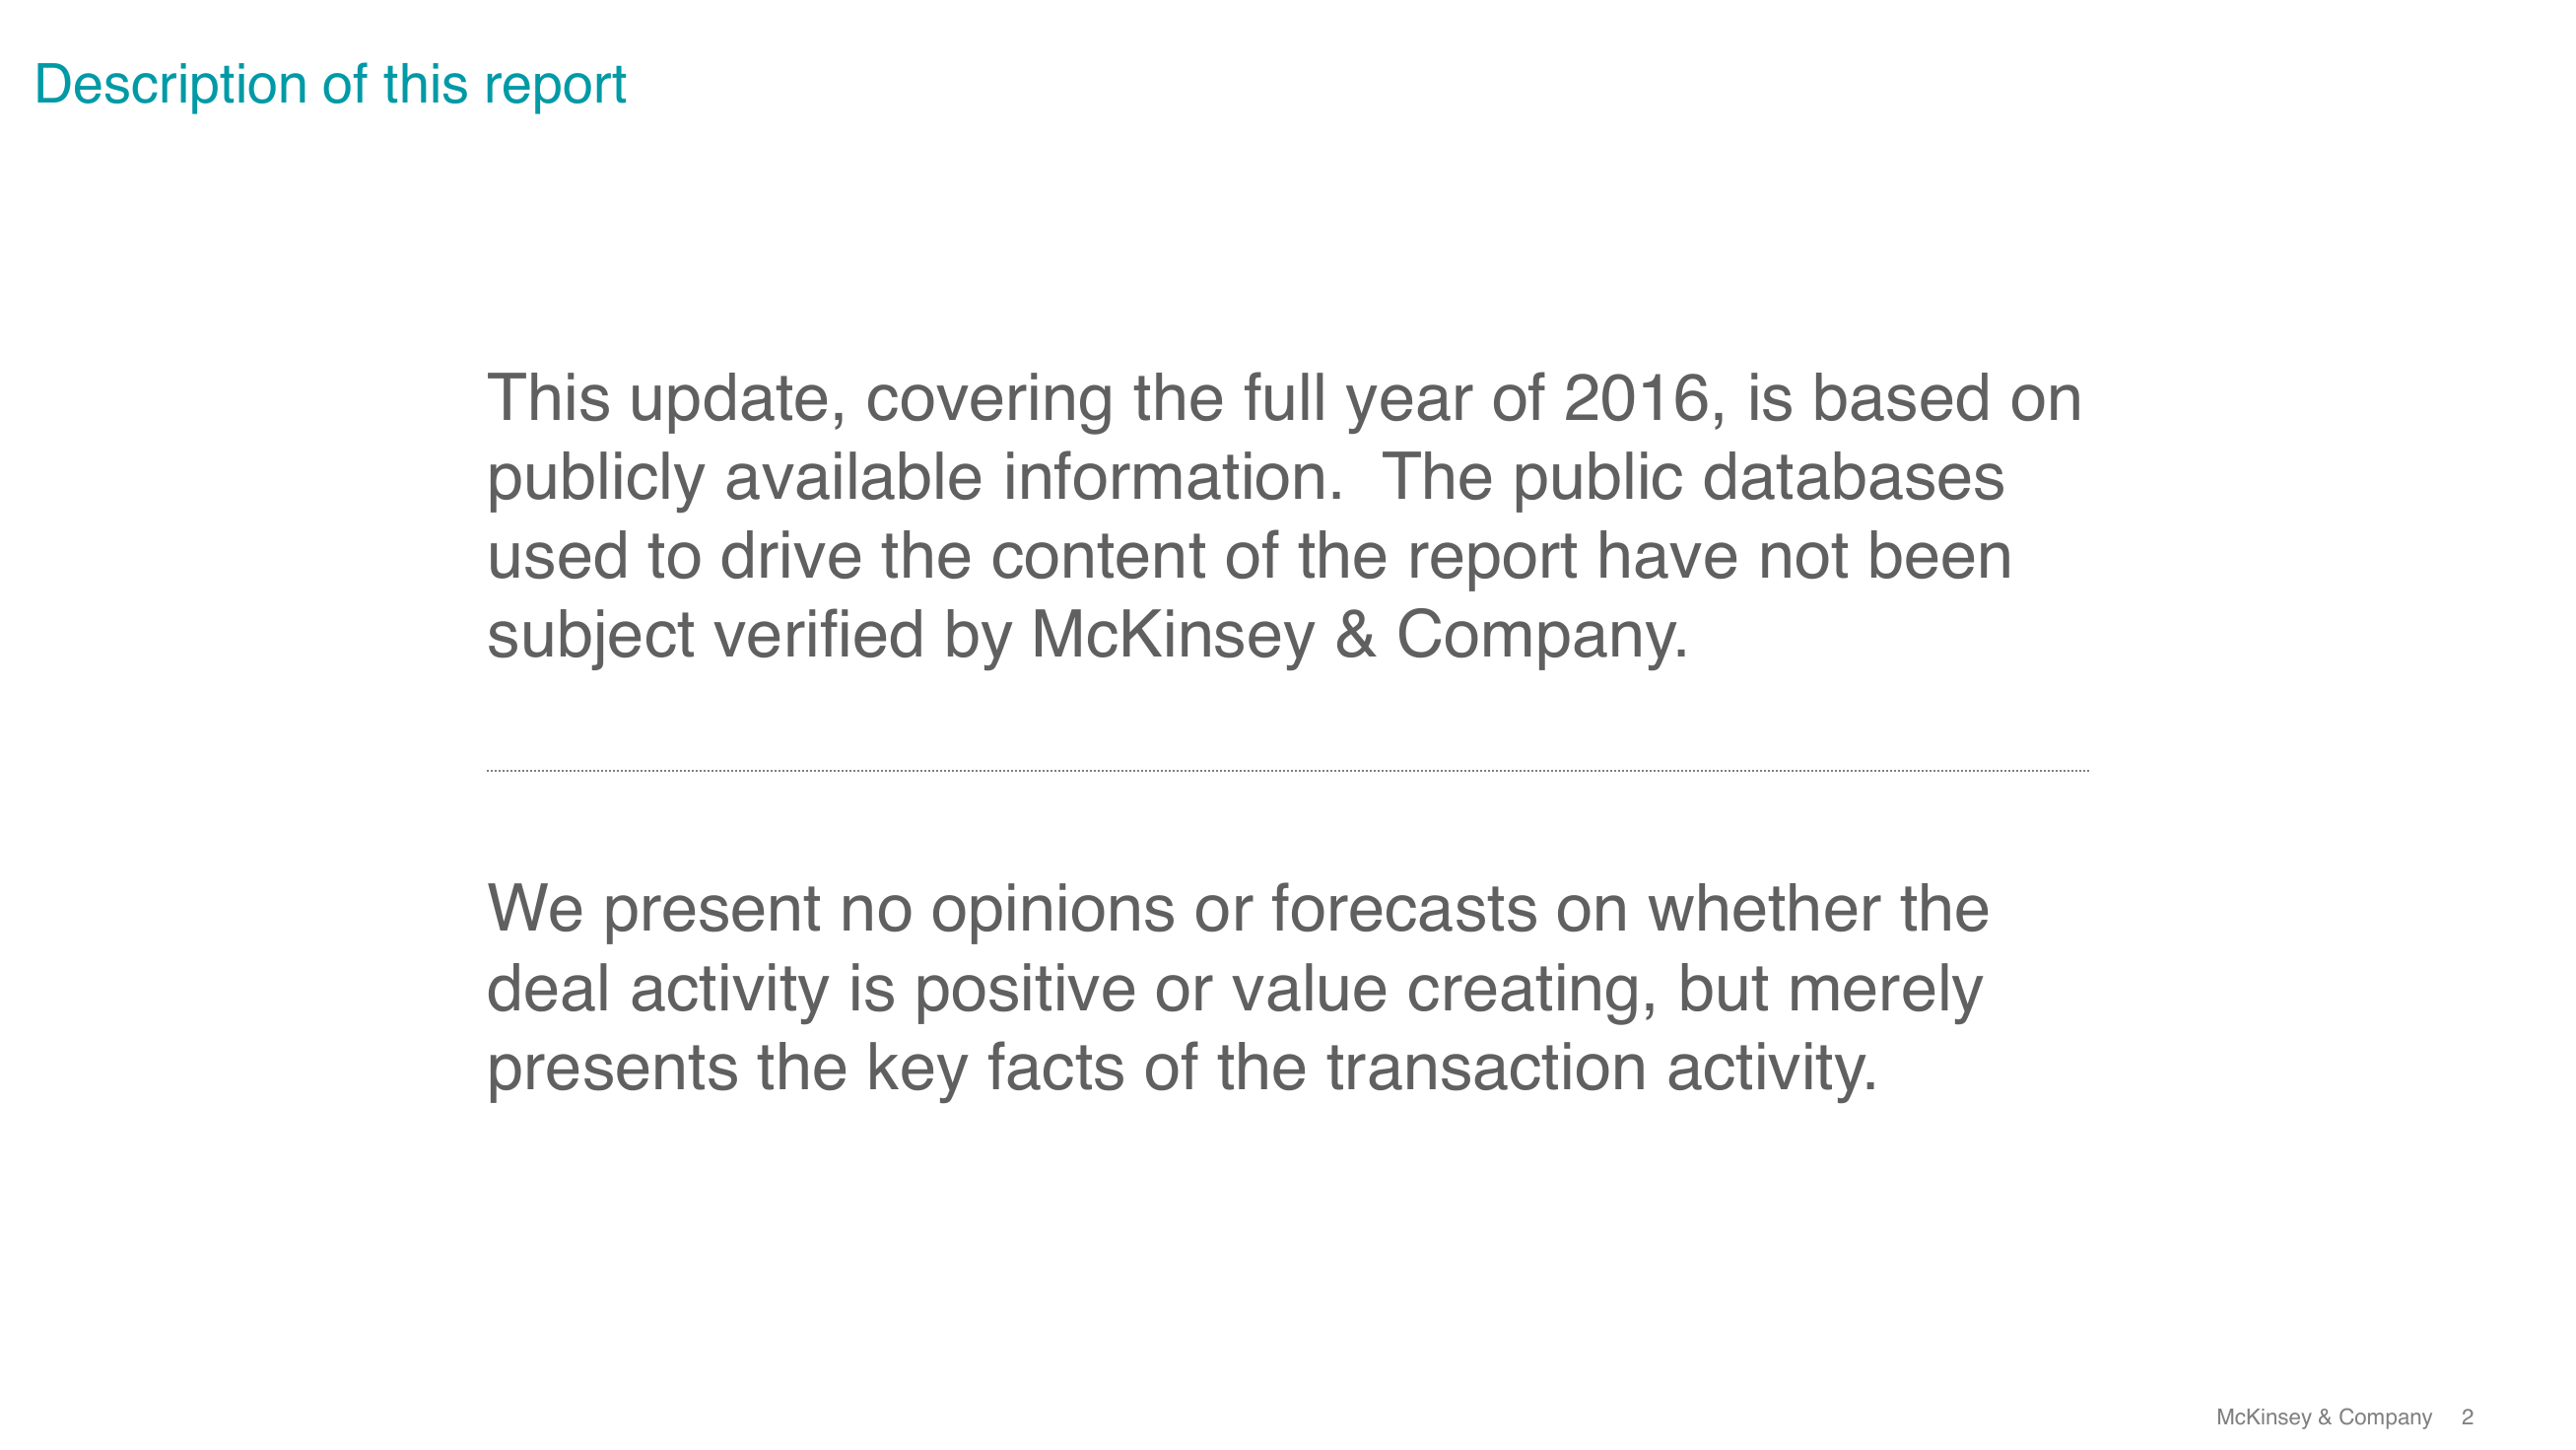 Description of this report
This update, covering the full year of 2016, is based on
publicly available information.  The public databases
used to drive the content of the report have not been
subject verified by McKinsey & Company.
We present no opinions or forecasts on whether the
deal activity is positive or value creating, but merely
presents the key facts of the transaction activity.
McKinsey & Company 2